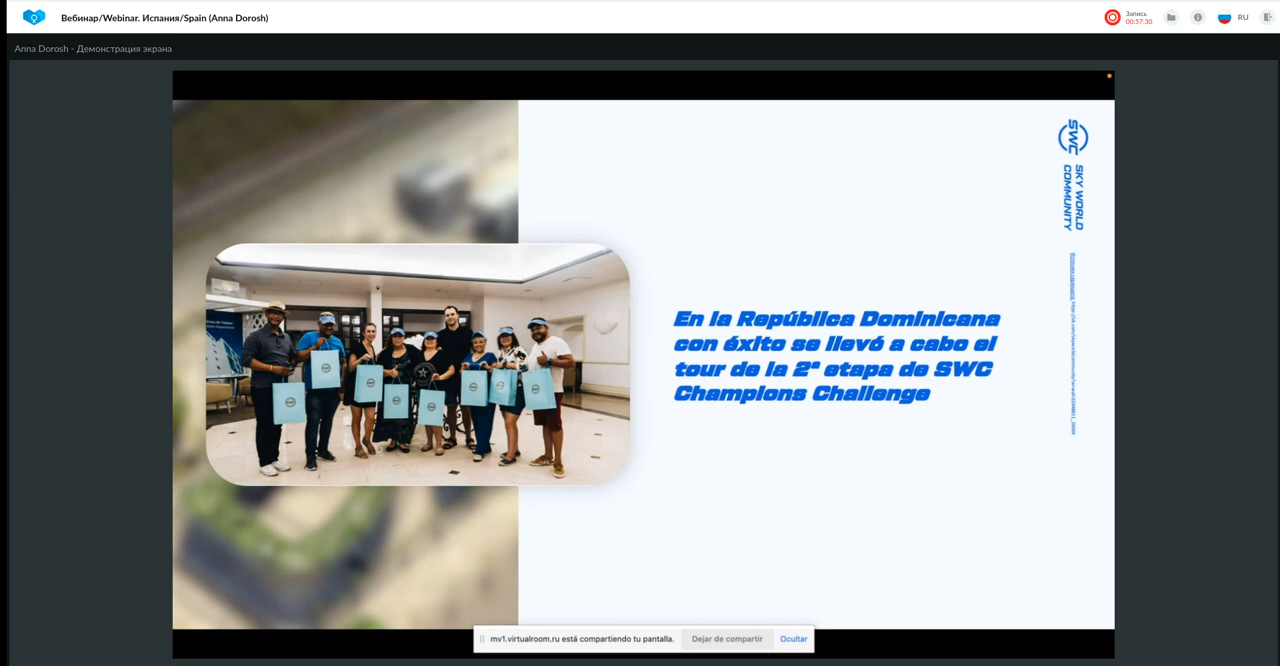 Вебинар/Webinar. Испания/Spain (Anna Dorosh)
Запись
00:57:30
RU
Anna Dorosh - Демонстрация экрана
SWC
SKY WORLD
COMMUNITY
En la República Dominicana
con éxito se llevó a cabo el
tour de la 2ª etapa de SWC
Champions Challenge
mv1.virtualroom.ru está compartiendo tu pantalla.
Dejar de compartir
Ocultar